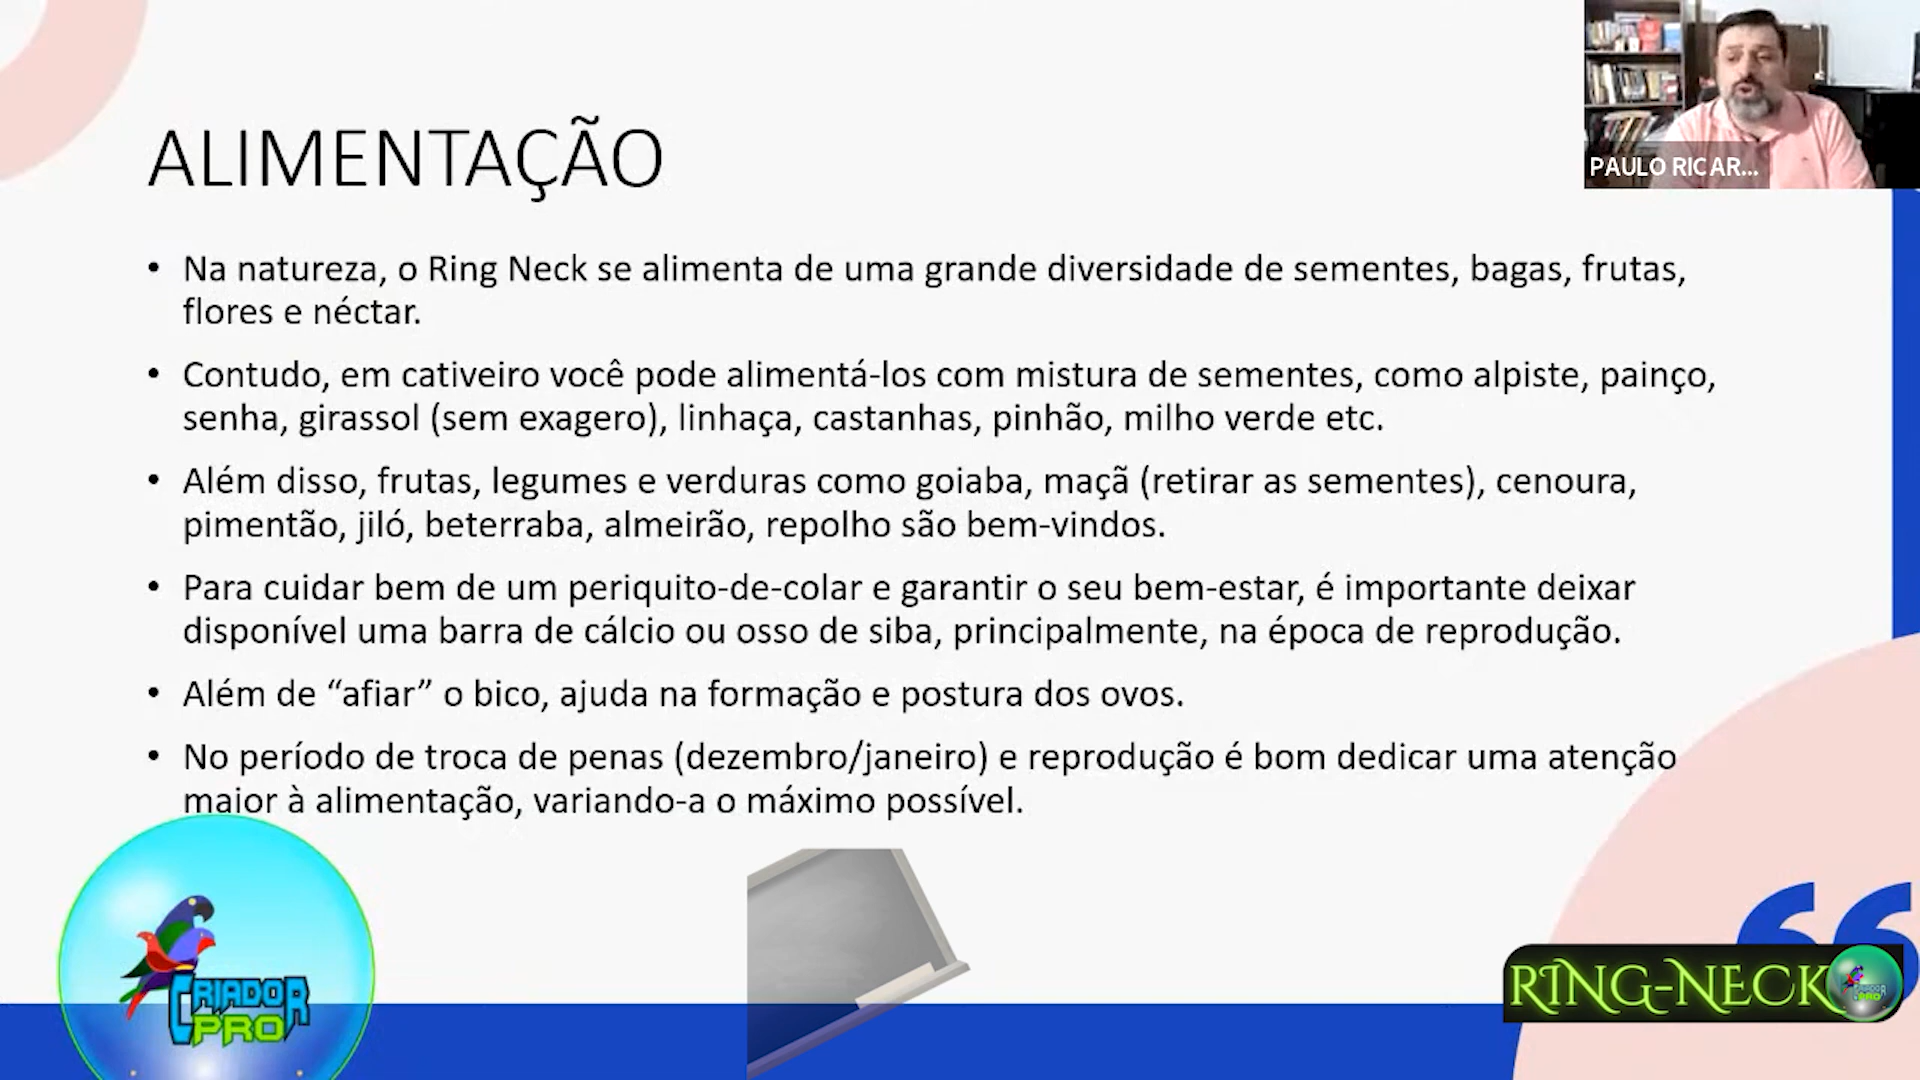 PAULO RICAR...
ALIMENTAÇÃO
• Na natureza, o Ring Neck se alimenta de uma grande diversidade de sementes, bagas, frutas,
flores e néctar.
• Contudo, em cativeiro você pode alimentá-los com mistura de sementes, como alpiste, painço,
senha, girassol (sem exagero), linhaça, castanhas, pinhão, milho verde etc.
• Além disso, frutas, legumes e verduras como goiaba, maçã (retirar as sementes), cenoura,
pimentão, jiló, beterraba, almeirão, repolho são bem-vindos.
• Para cuidar bem de um periquito-de-colar e garantir o seu bem-estar, é importante deixar
disponível uma barra de cálcio ou osso de siba, principalmente, na época de reprodução.
• Além de “afiar” o bico, ajuda na formação e postura dos ovos.
• No período de troca de penas (dezembro/janeiro) e reprodução é bom dedicar uma atenção
maior à alimentação, variando-a o máximo possível.
CRIADOR
PRO
RING-NECK
CRIADOR
PRO